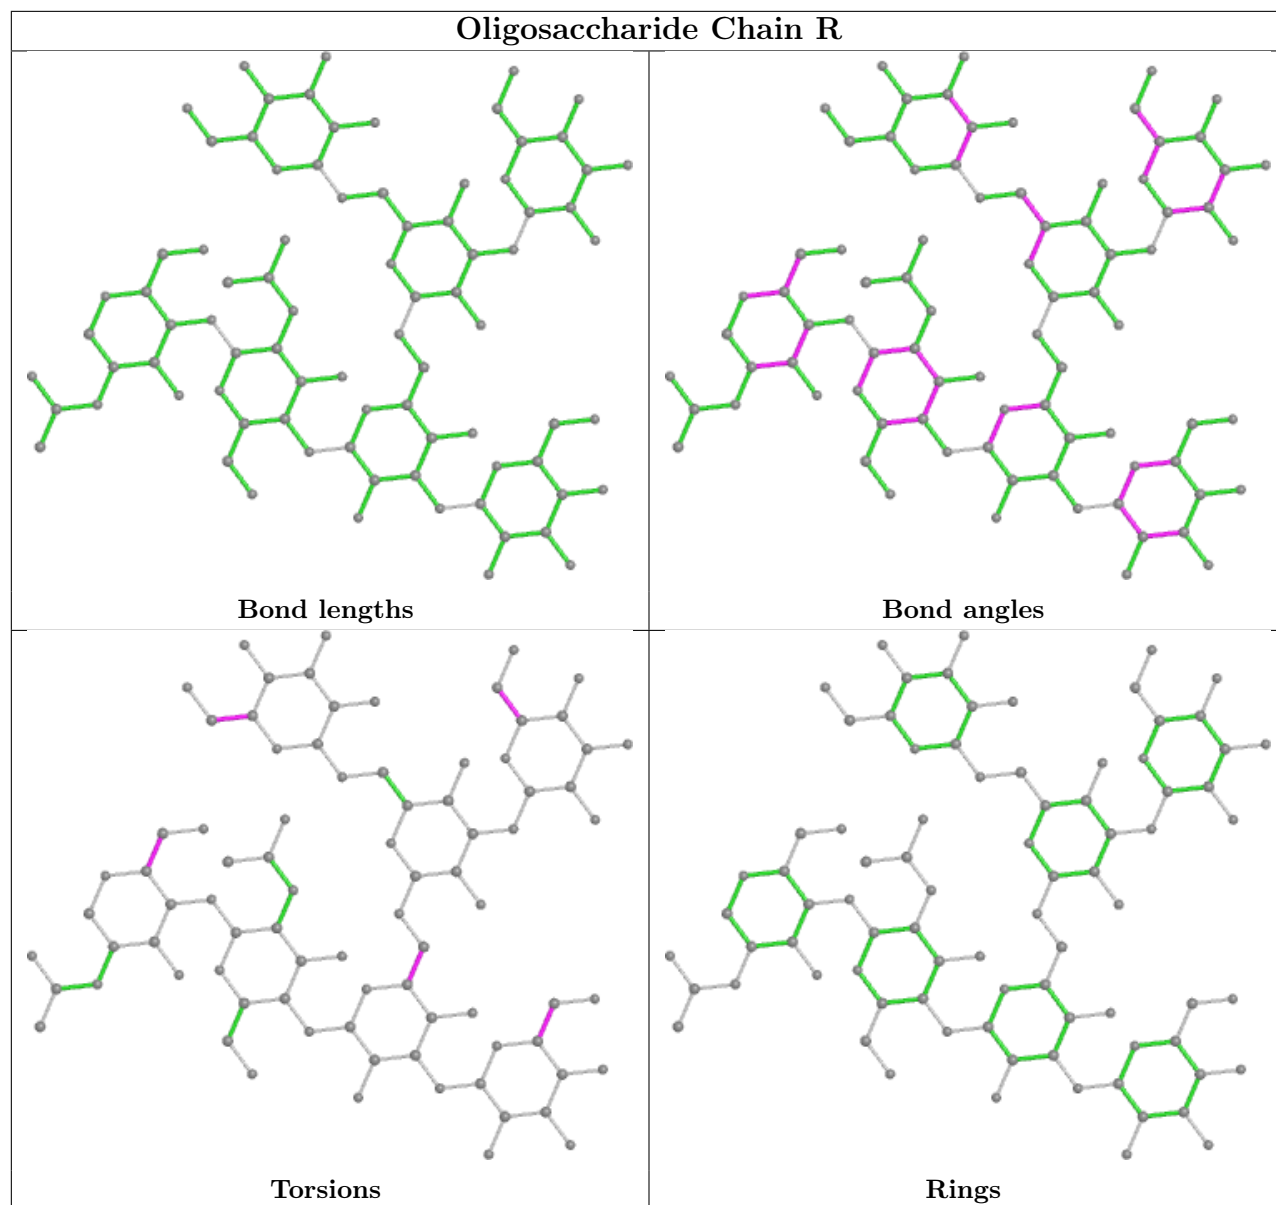 Oligosaccharide Chain R
Bond lengths
Bond angles
Torsions
Rings